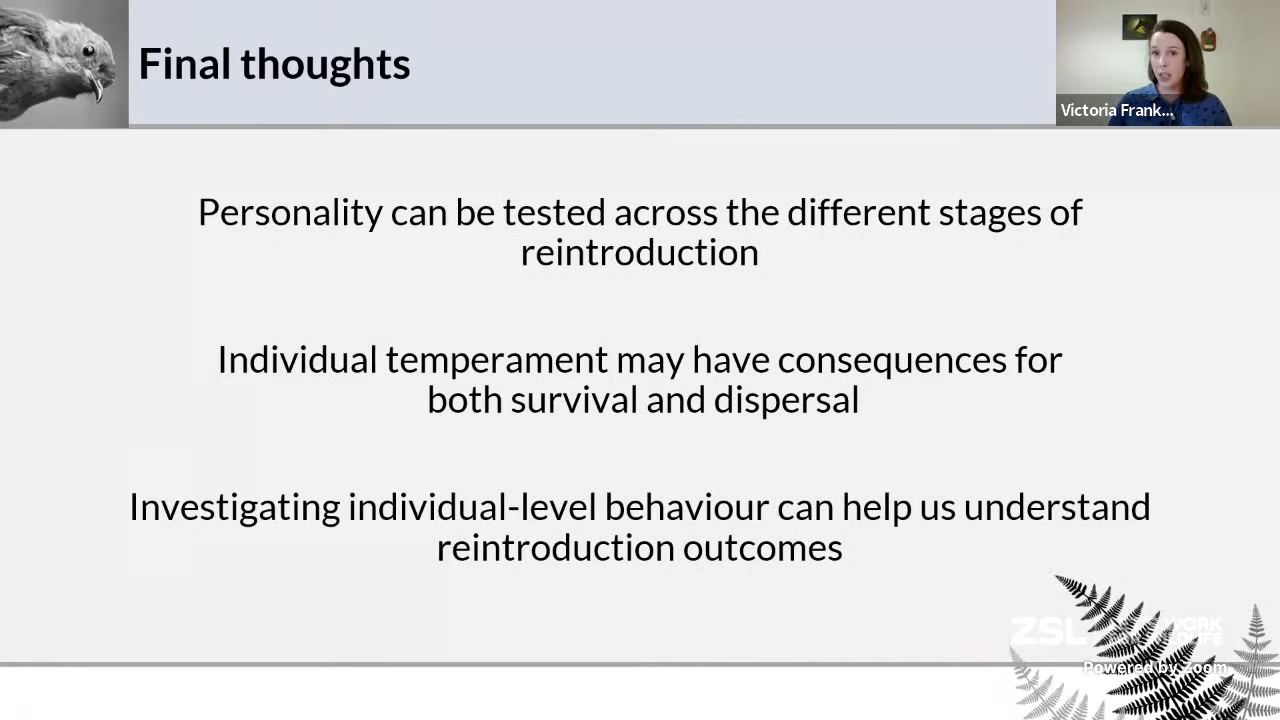 Final thoughts
Victoria Frank...
Personality can be tested across the different stages of
reintroduction
Individual temperament may have consequences for
both survival and dispersal
Investigating individual-level behaviour can help us understand
reintroduction outcomes
ZSL
Powered by Zoom